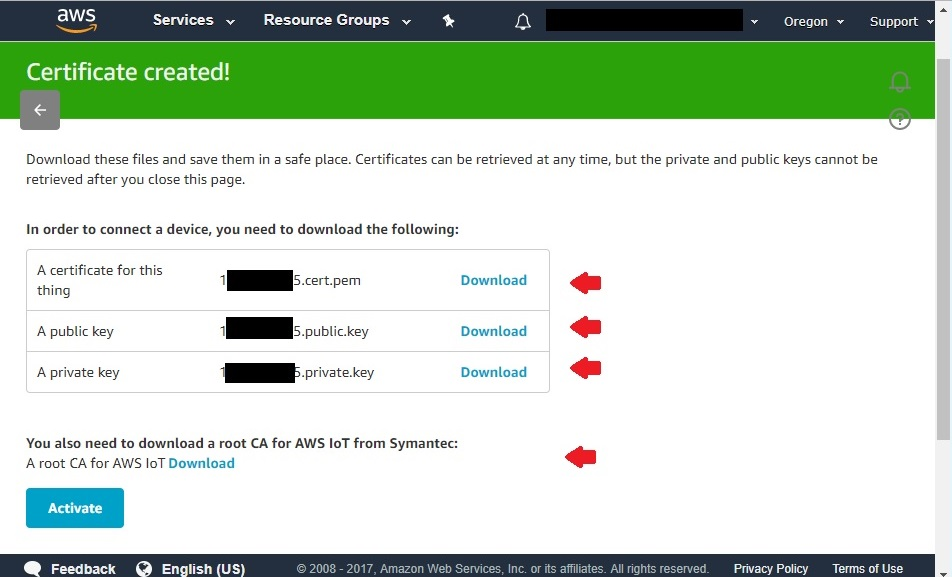 aws Services Resource Groups Oregon Support
Certificate created!
Download these files and save them in a safe place. Certificates can be retrieved at any time, but the private and public keys cannot be
retrieved after you close this page.
In order to connect a device, you need to download the following:
A certificate for this
thing
1 5.cert.pem Download
A public key 1 5.public.key Download
A private key 1 5.private.key Download
You also need to download a root CA for AWS IoT from Symantec:
A root CA for AWS IoT Download
Activate
Feedback English (US) © 2008 - 2017, Amazon Web Services, Inc. or its affiliates. All rights reserved. Privacy Policy Terms of Use